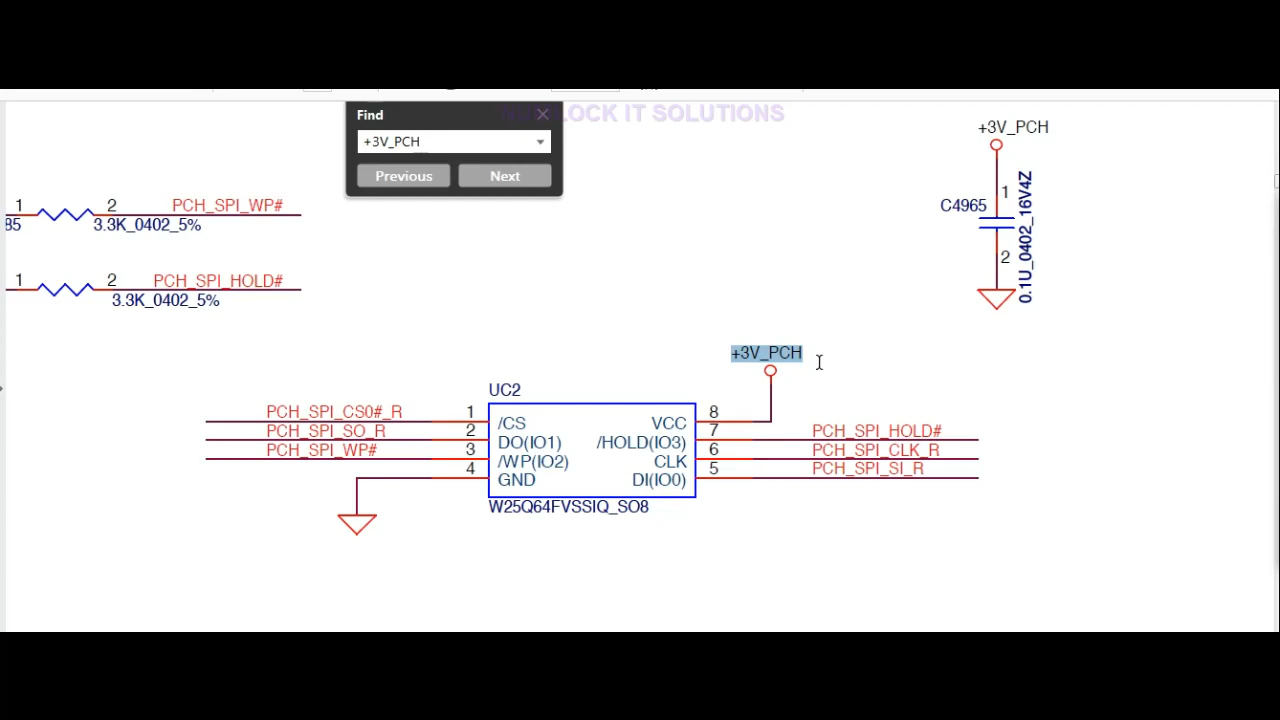 Find
LOCK IT SOLUTIONS
+3V_PCH
Previous Next
+3V_PCH
1 2 PCH_SPI_WP#
85 3.3K_0402_5%
1
C4965
2
0.1U_0402_16V4Z
1 2 PCH_SPI_HOLD#
3.3K_0402_5%
+3V_PCH
UC2
PCH_SPI_CS0#_R 1 /CS VCC 8
PCH_SPI_SO_R 2 DO(IO1) /HOLD(IO3) 7 PCH_SPI_HOLD#
PCH_SPI_WP# 3 /WP(IO2) CLK 6 PCH_SPI_CLK_R
4 GND DI(IO0) 5 PCH_SPI_SI_R
W25Q64FVSSIQ_SO8